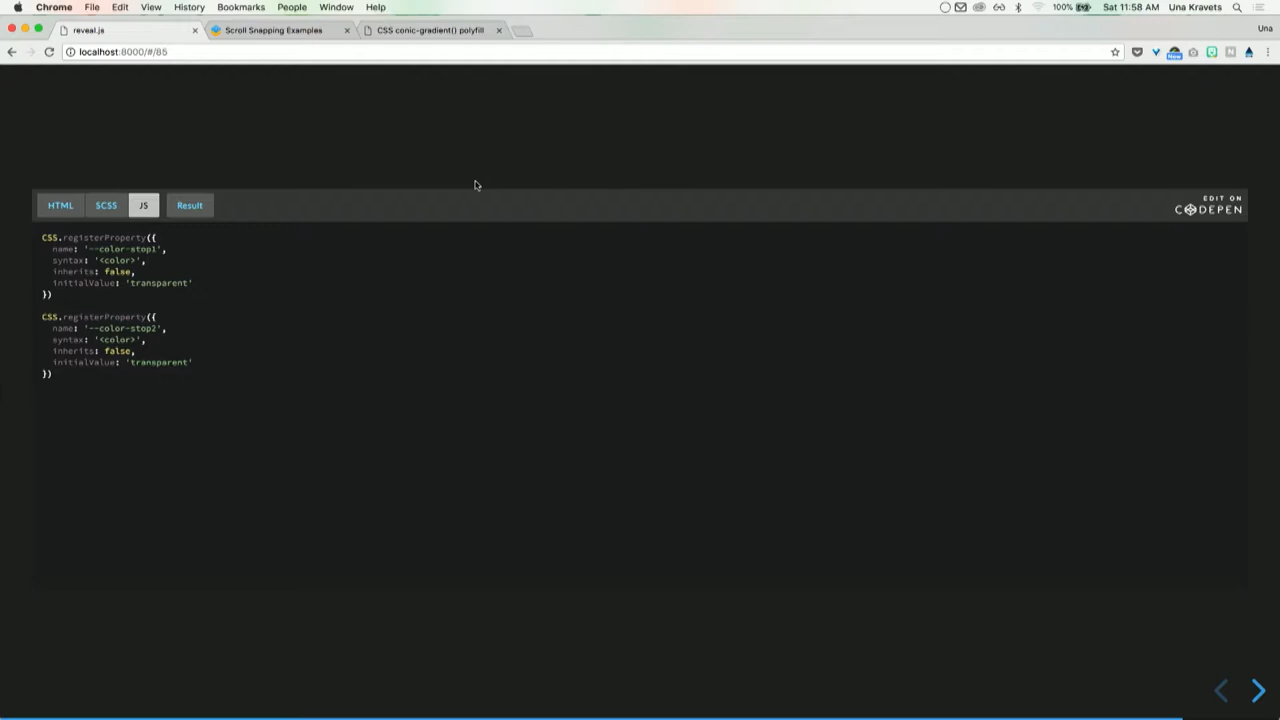 Chrome File Edit View History Bookmarks People Window Help 100% Sat 11:58 AM Una Kravets
reveal.js Scroll Snapping Examples CSS conic-gradient() polyfill Una
localhost:8000/#/85 New
HTML SCSS JS Result EDIT ON
CODEPEN
CSS.registerProperty({
name: '--color-stop1',
syntax: '<color>',
inherits: false,
initialValue: 'transparent'
})
CSS.registerProperty({
name: '--color-stop2',
syntax: '<color>',
inherits: false,
initialValue: 'transparent'
})